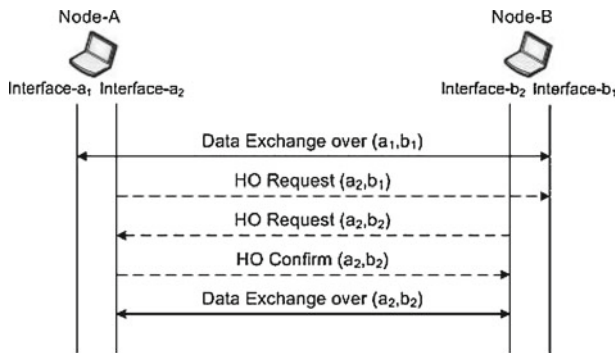 Node-A Node-B
Interface-a₁ Interface-a₂ Interface-b₂ Interface-b₁
Data Exchange over (a₁,b₁)
HO Request (a₂,b₁)
HO Request (a₂,b₂)
HO Confirm (a₂,b₂)
Data Exchange over (a₂,b₂)